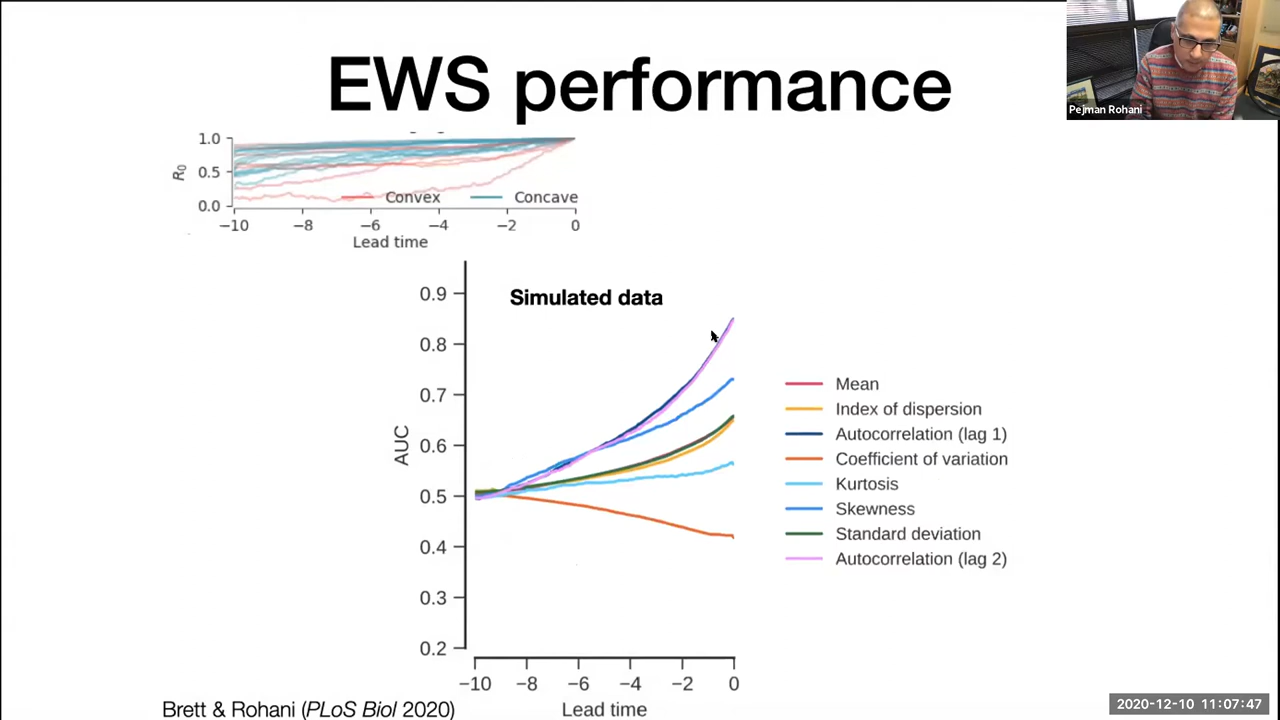 EWS performance
Pejman Rohani
1.0
0.5
0.0
R0
Convex
Concave
−10 −8 −6 −4 −2 0
Lead time
Simulated data
0.9
0.8
0.7
0.6
0.5
0.4
0.3
0.2
AUC
Mean
Index of dispersion
Autocorrelation (lag 1)
Coefficient of variation
Kurtosis
Skewness
Standard deviation
Autocorrelation (lag 2)
−10 −8 −6 −4 −2 0
Lead time
Brett & Rohani (PLoS Biol 2020)
2020-12-10 11:07:47